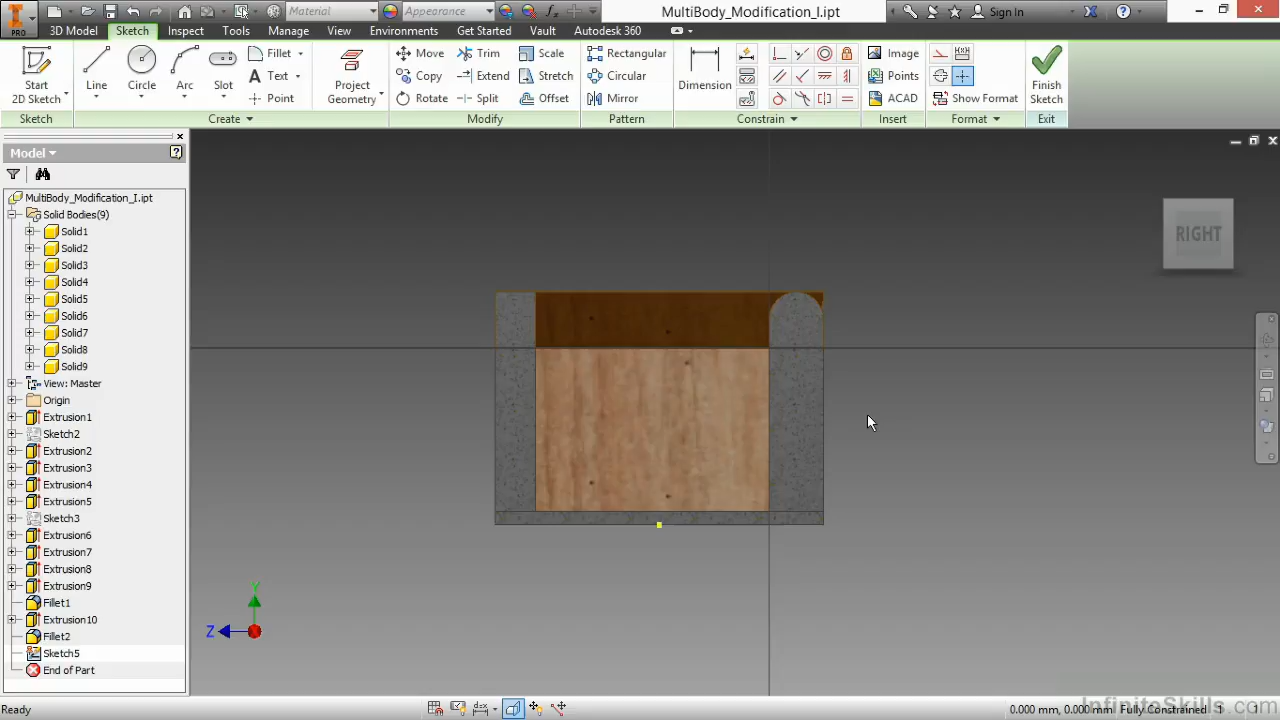 PRO
Material
Appearance
MultiBody_Modification_I.ipt
Sign In
3D Model
Sketch
Inspect
Tools
Manage
View
Environments
Get Started
Vault
Autodesk 360
Start
2D Sketch
Line
Circle
Arc
Slot
Fillet
Text
Point
Project
Geometry
Move
Copy
Rotate
Trim
Extend
Split
Scale
Stretch
Offset
Rectangular
Circular
Mirror
Dimension
Image
Points
ACAD
Show Format
Finish
Sketch
Sketch
Create
Modify
Pattern
Constrain
Insert
Format
Exit
Model
MultiBody_Modification_I.ipt
Solid Bodies(9)
Solid1
Solid2
Solid3
Solid4
Solid5
Solid6
Solid7
Solid8
Solid9
View: Master
Origin
Extrusion1
Sketch2
Extrusion2
Extrusion3
Extrusion4
Extrusion5
Sketch3
Extrusion6
Extrusion7
Extrusion8
Extrusion9
Fillet1
Extrusion10
Fillet2
Sketch5
End of Part
RIGHT
Y
Z
Ready
0.000 mm, 0.000 mm
Fully Constrained
1
1
InfiniteSkills.com